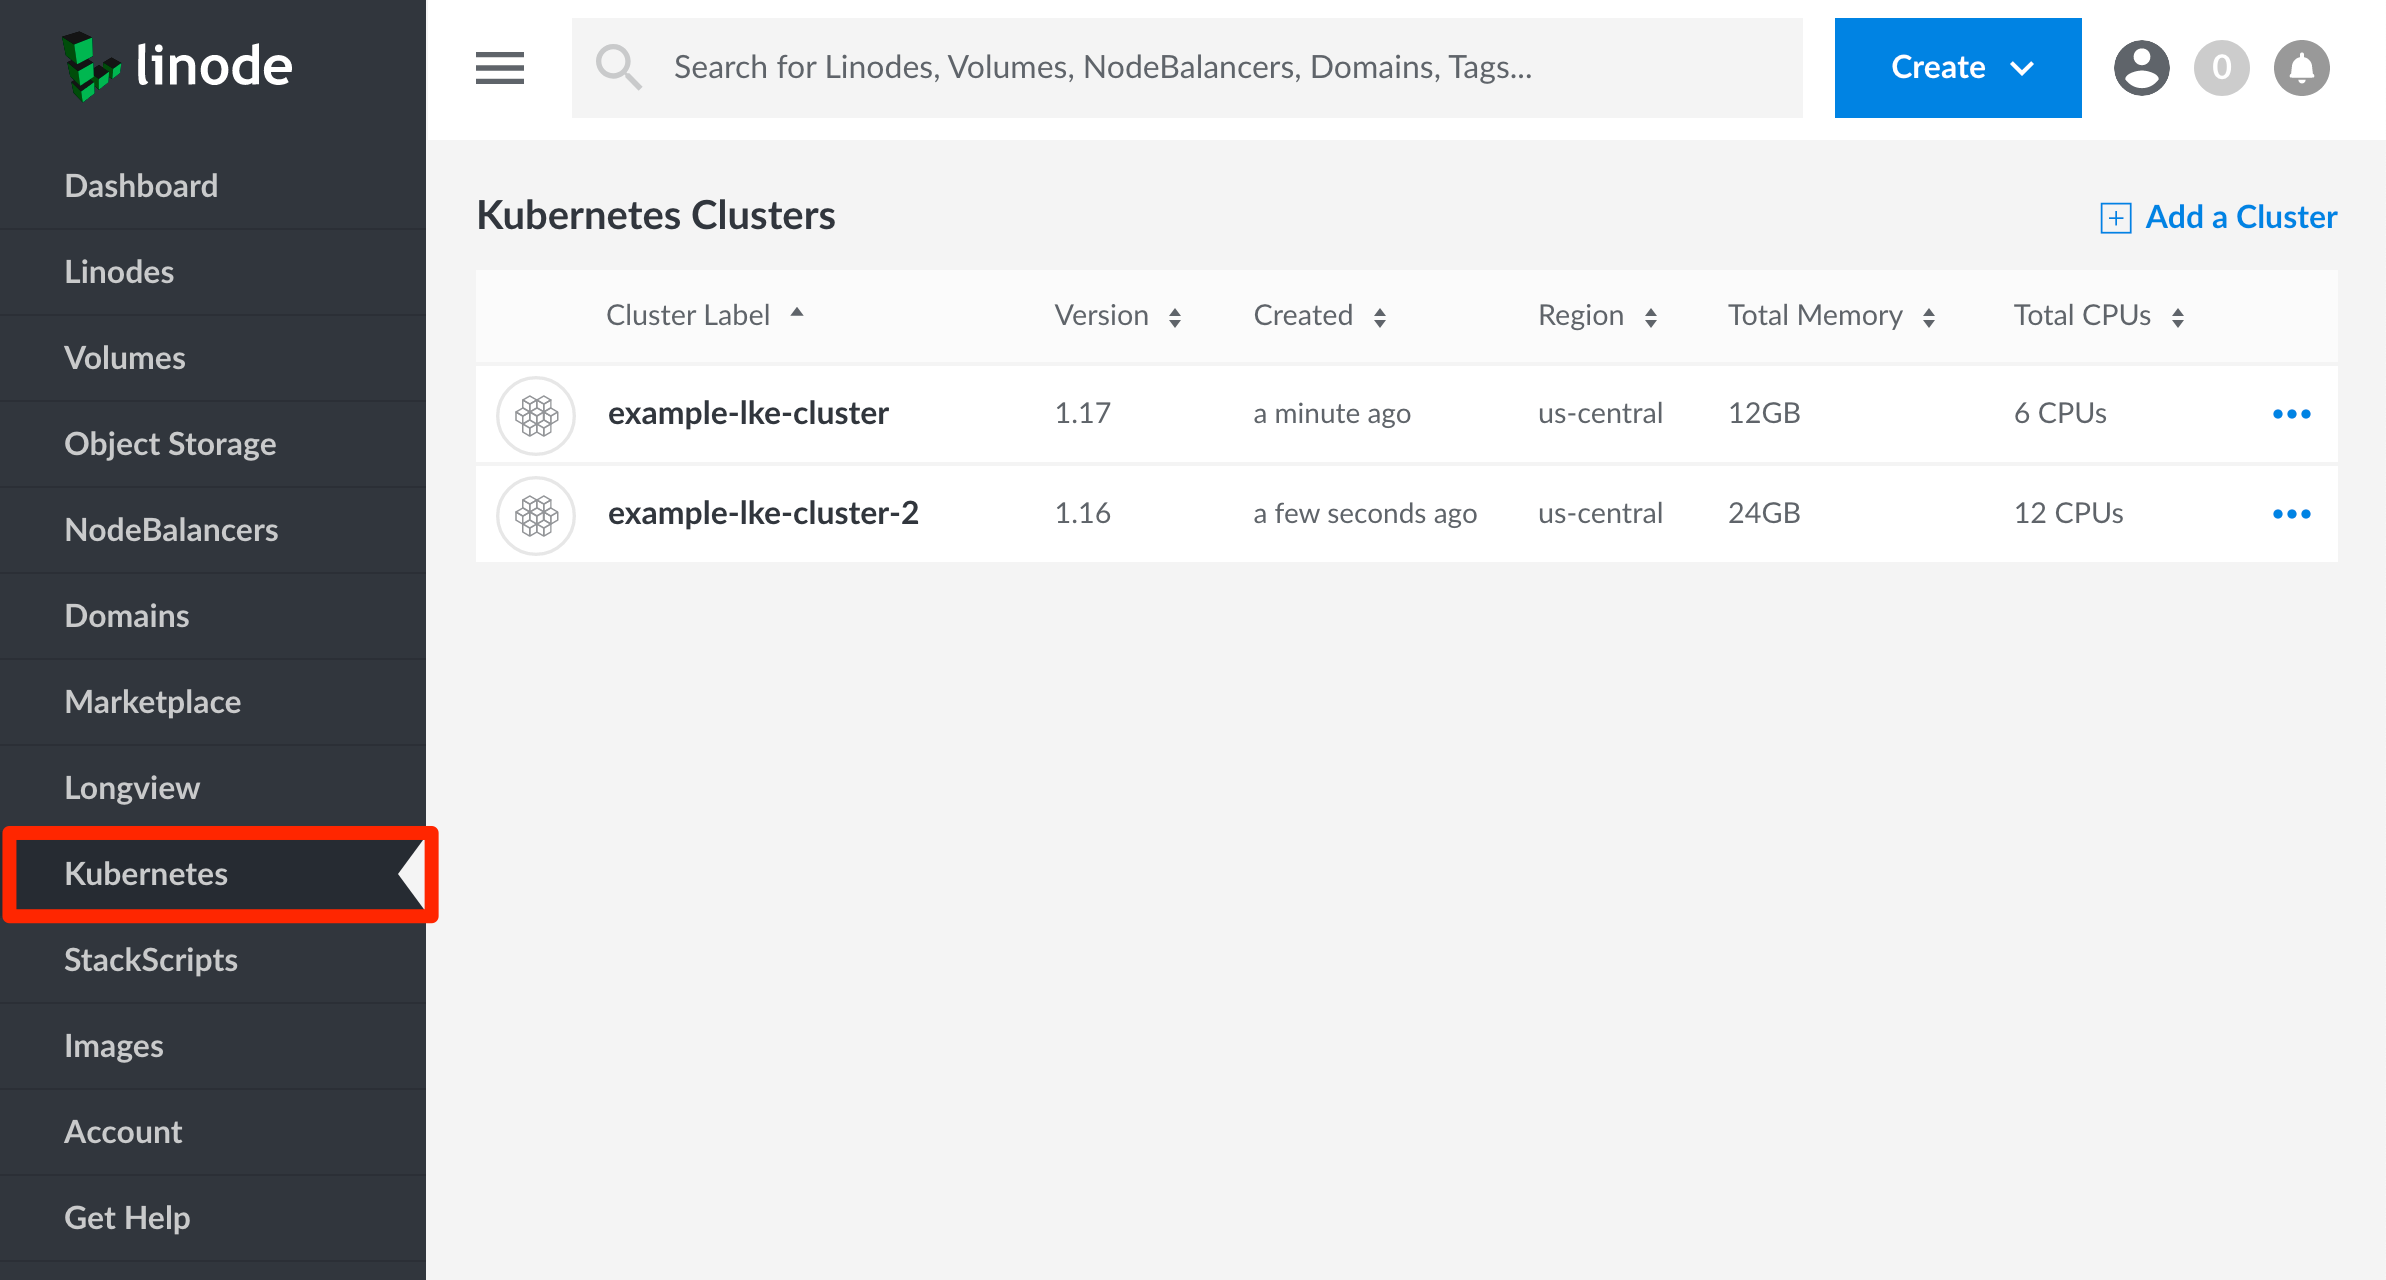 linode
Search for Linodes, Volumes, NodeBalancers, Domains, Tags...
Create
0
Dashboard
Linodes
Volumes
Object Storage
NodeBalancers
Domains
Marketplace
Longview
Kubernetes
StackScripts
Images
Account
Get Help
Kubernetes Clusters
Add a Cluster
Cluster Label Version Created Region Total Memory Total CPUs
example-lke-cluster 1.17 a minute ago us-central 12GB 6 CPUs
example-lke-cluster-2 1.16 a few seconds ago us-central 24GB 12 CPUs